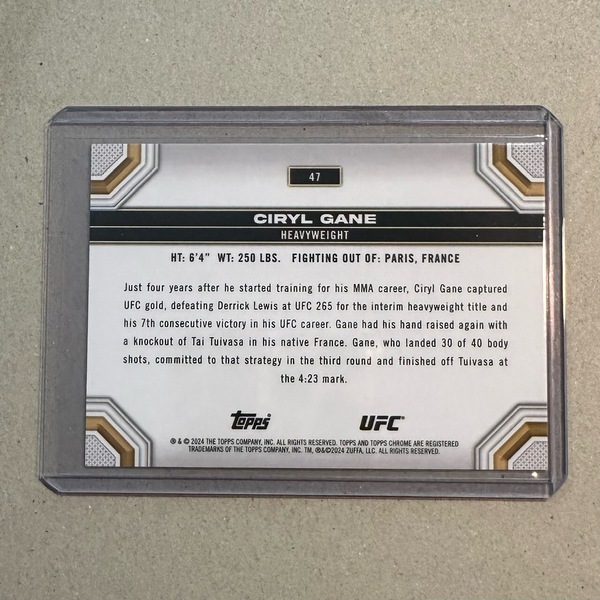 47
CIRYL GANE
HEAVYWEIGHT
HT: 6'4" WT: 250 LBS. FIGHTING OUT OF: PARIS, FRANCE
Just four years after he started training for his MMA career, Ciryl Gane captured
UFC gold, defeating Derrick Lewis at UFC 265 for the interim heavyweight title and
his 7th consecutive victory in his UFC career. Gane had his hand raised again with
a knockout of Tai Tuivasa in his native France. Gane, who landed 30 of 40 body
shots, committed to that strategy in the third round and finished off Tuivasa at
the 4:23 mark.
topps® UFC®
® & © 2024 THE TOPPS COMPANY, INC. ALL RIGHTS RESERVED. TOPPS AND TOPPS CHROME ARE REGISTERED
TRADEMARKS OF THE TOPPS COMPANY, INC. TM, ®&©2024 ZUFFA, LLC. ALL RIGHTS RESERVED.